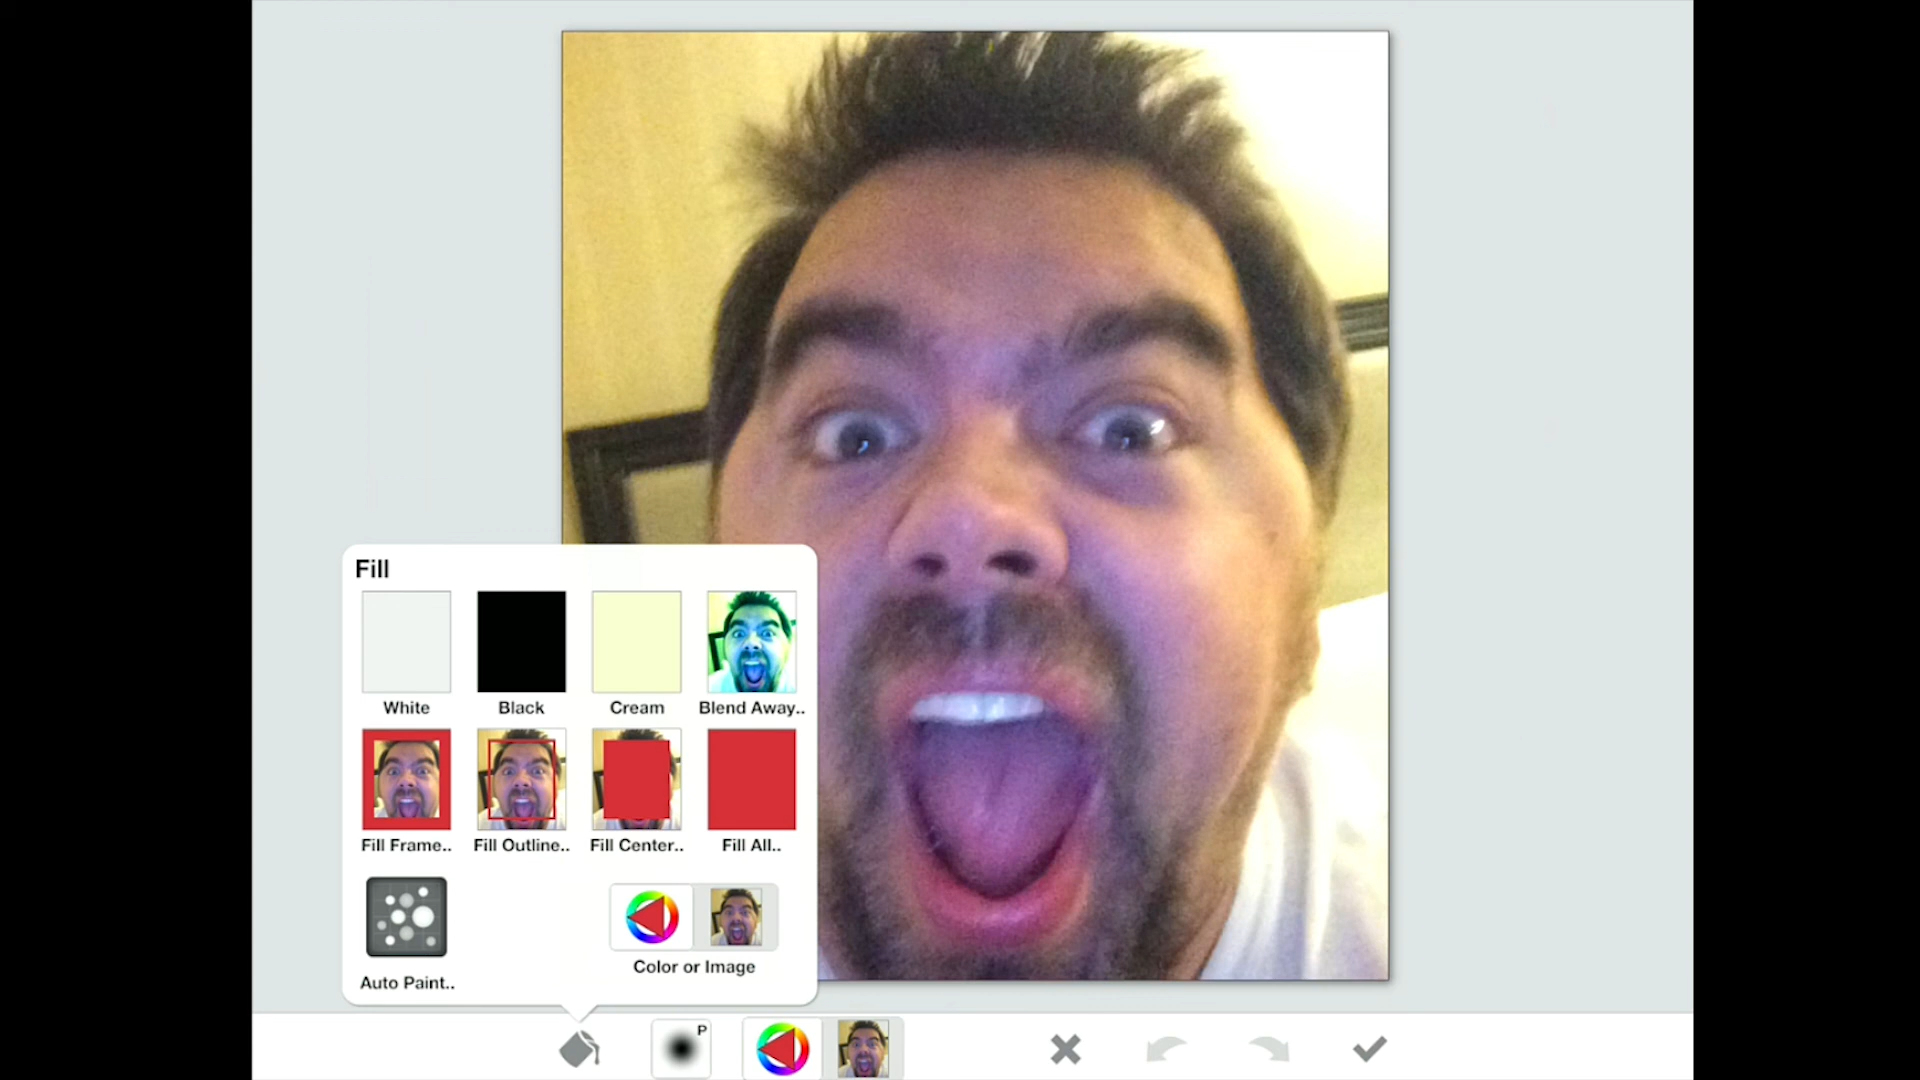 Fill
White Black Cream Blend Away..
Fill Frame.. Fill Outline.. Fill Center.. Fill All..
Color or Image
Auto Paint..
P